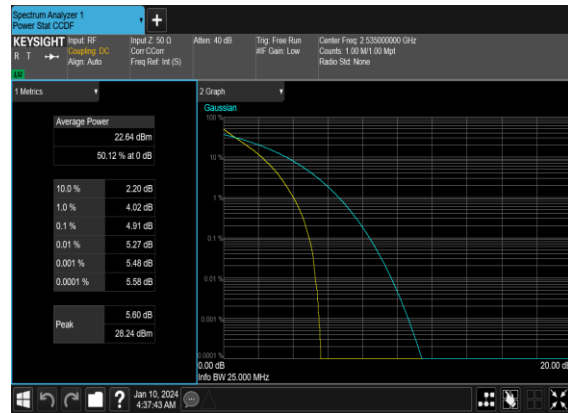 Spectrum Analyzer 1
Power Stat CCDF
+
KEYSIGHT
R T
LXI
Input: RF
Coupling: DC
Align: Auto
Input Z: 50 Ω
Corr CCorr
Freq Ref: Int (S)
Atten: 40 dB
Trig: Free Run
#IF Gain: Low
Center Freq: 2.535000000 GHz
Counts: 1.00 M/1.00 Mpt
Radio Std: None
1 Metrics
Average Power
22.64 dBm
50.12 % at 0 dB
10.0 % 2.20 dB
1.0 % 4.02 dB
0.1 % 4.91 dB
0.01 % 5.27 dB
0.001 % 5.48 dB
0.0001 % 5.58 dB
Peak
5.60 dB
28.24 dBm
2 Graph
Gaussian
100 %
10 %
1 %
0.1 %
0.01 %
0.001 %
0.0001 %
0.00 dB
20.00 dB
Info BW 25.000 MHz
?
Jan 10, 2024
4:37:43 AM